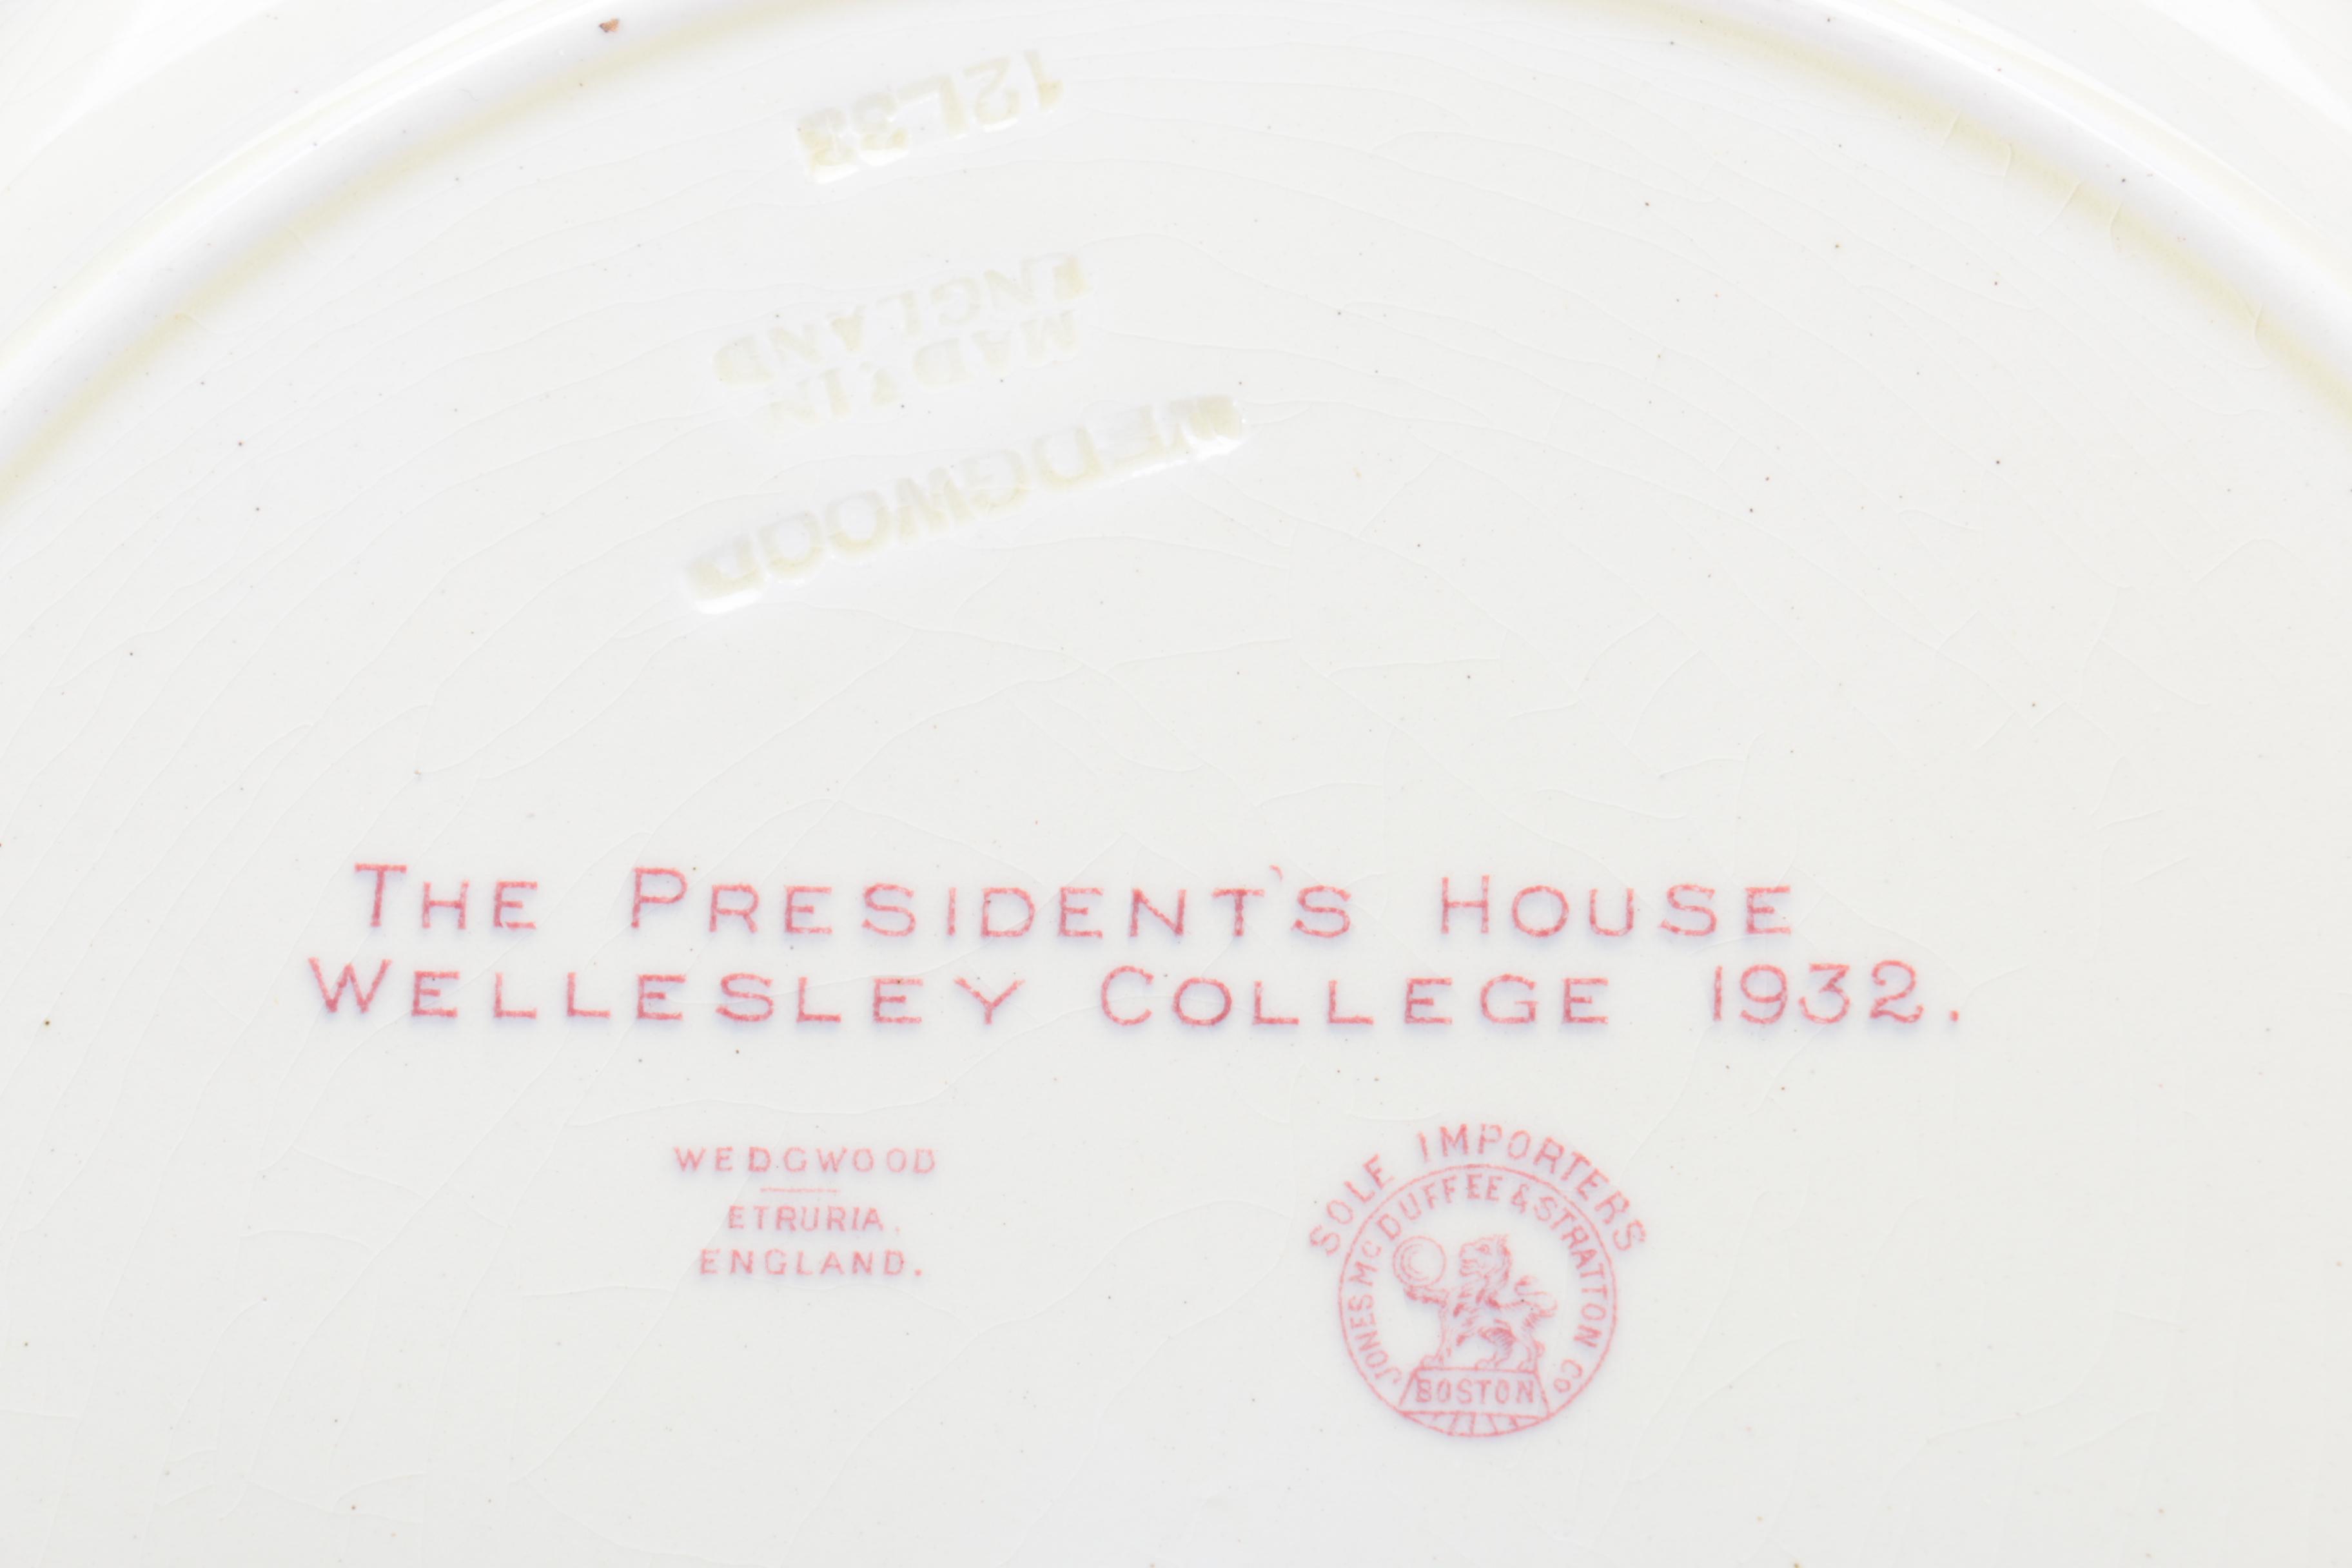 12L33
MADE IN
ENGLAND
WEDGWOOD
THE PRESIDENT'S HOUSE
WELLESLEY COLLEGE 1932.
WEDGWOOD
ETRURIA.
ENGLAND.
SOLE IMPORTERS
JONES MCDUFFEE & STRATTON CO
BOSTON